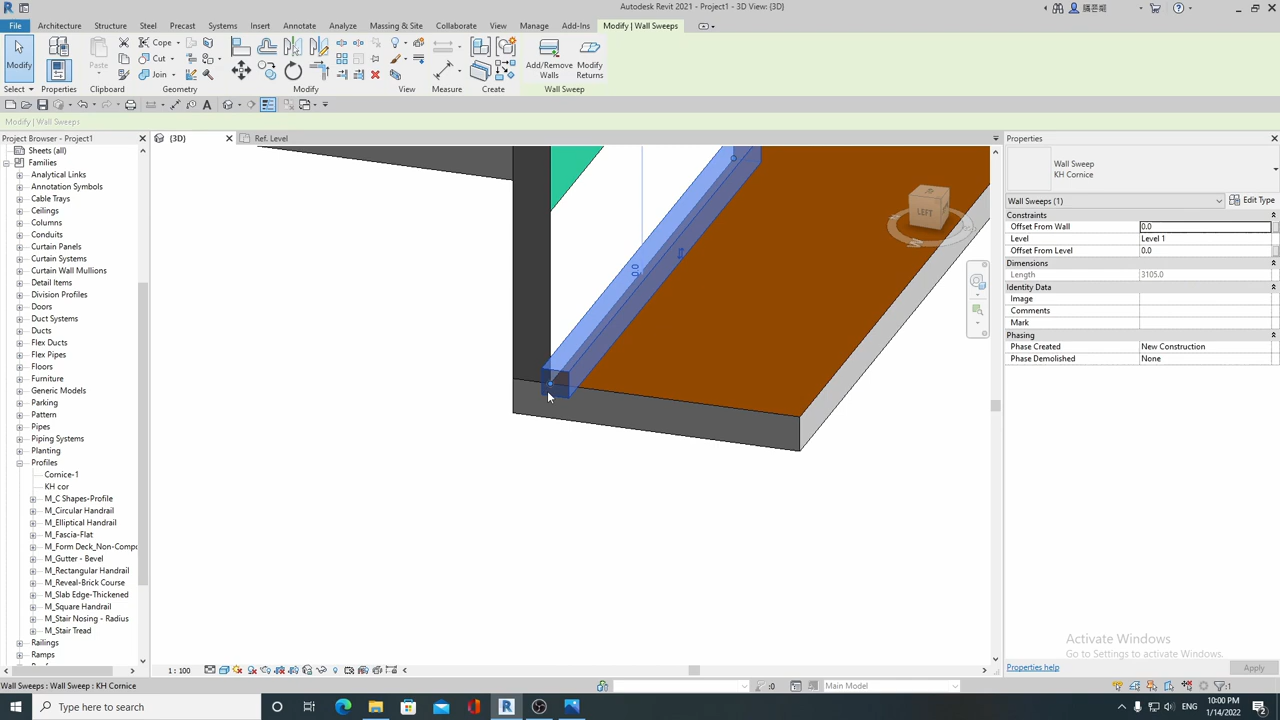 Autodesk Revit 2021 - Project1 - 3D View: {3D}
File Architecture Structure Steel Precast Systems Insert Annotate Analyze Massing & Site Collaborate View Manage Add-Ins Modify | Wall Sweeps
Modify Paste Cope Cut Join Add/Remove Walls Modify Returns
Select Properties Clipboard Geometry Modify View Measure Create Wall Sweep
Modify | Wall Sweeps
Project Browser - Project1
{3D}
Ref. Level
Properties
Sheets (all)
Families
Analytical Links
Annotation Symbols
Cable Trays
Ceilings
Columns
Conduits
Curtain Panels
Curtain Systems
Curtain Wall Mullions
Detail Items
Division Profiles
Doors
Duct Systems
Ducts
Flex Ducts
Flex Pipes
Floors
Furniture
Generic Models
Parking
Pattern
Pipes
Piping Systems
Planting
Profiles
Cornice-1
KH cor
M_C Shapes-Profile
M_Circular Handrail
M_Elliptical Handrail
M_Fascia-Flat
M_Form Deck_Non-Compo
M_Gutter - Bevel
M_Rectangular Handrail
M_Reveal-Brick Course
M_Slab Edge-Thickened
M_Square Handrail
M_Stair Nosing - Radius
M_Stair Tread
Railings
Ramps
LEFT
Wall Sweep
KH Cornice
Wall Sweeps (1) Edit Type
Constraints
Offset From Wall 0.0
Level Level 1
Offset From Level 0.0
Dimensions
Length 3105.0
Identity Data
Image
Comments
Mark
Phasing
Phase Created New Construction
Phase Demolished None
Activate Windows
Go to Settings to activate Windows.
Properties help Apply
1 : 100
Wall Sweeps : Wall Sweep : KH Cornice :0 Main Model :1
Type here to search
ENG
10:00 PM
1/14/2022